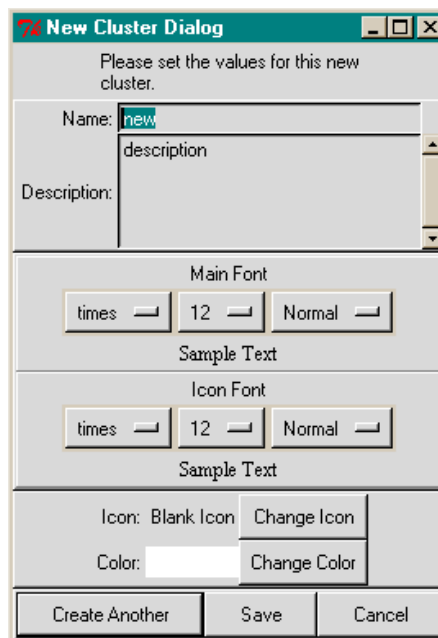 New Cluster Dialog
Please set the values for this new
cluster.
Name: new
Description: description
Main Font
times 12 Normal
Sample Text
Icon Font
times 12 Normal
Sample Text
Icon: Blank Icon Change Icon
Color: Change Color
Create Another Save Cancel